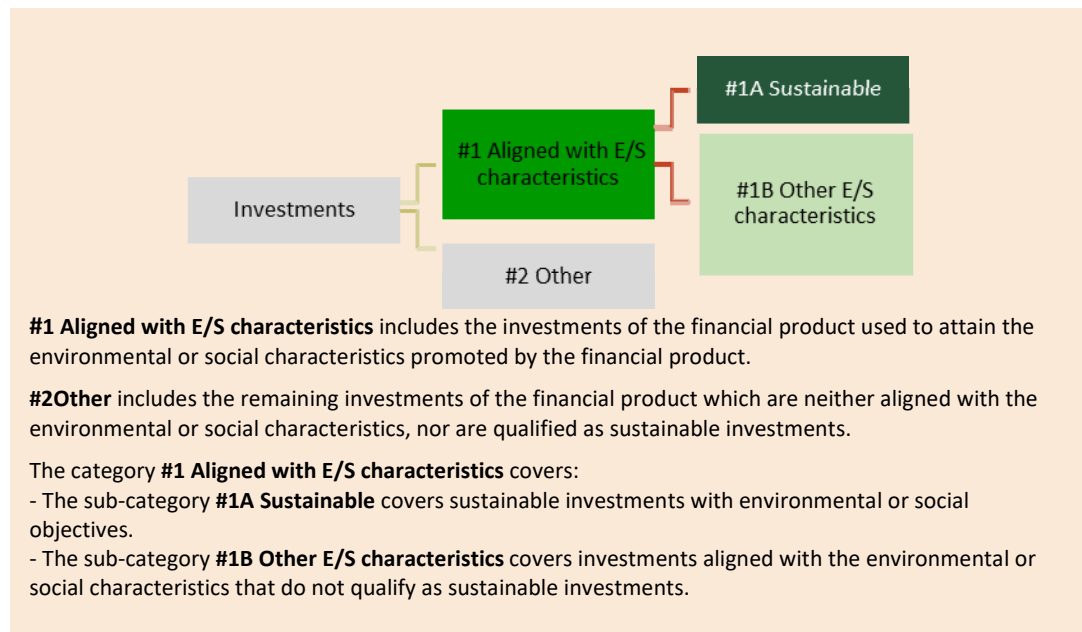 #1A Sustainable
#1 Aligned with E/S
characteristics
#1B Other E/S
characteristics
Investments
#2 Other
#1 Aligned with E/S characteristics includes the investments of the financial product used to attain the
environmental or social characteristics promoted by the financial product.
#2Other includes the remaining investments of the financial product which are neither aligned with the
environmental or social characteristics, nor are qualified as sustainable investments.
The category #1 Aligned with E/S characteristics covers:
- The sub-category #1A Sustainable covers sustainable investments with environmental or social
objectives.
- The sub-category #1B Other E/S characteristics covers investments aligned with the environmental or
social characteristics that do not qualify as sustainable investments.